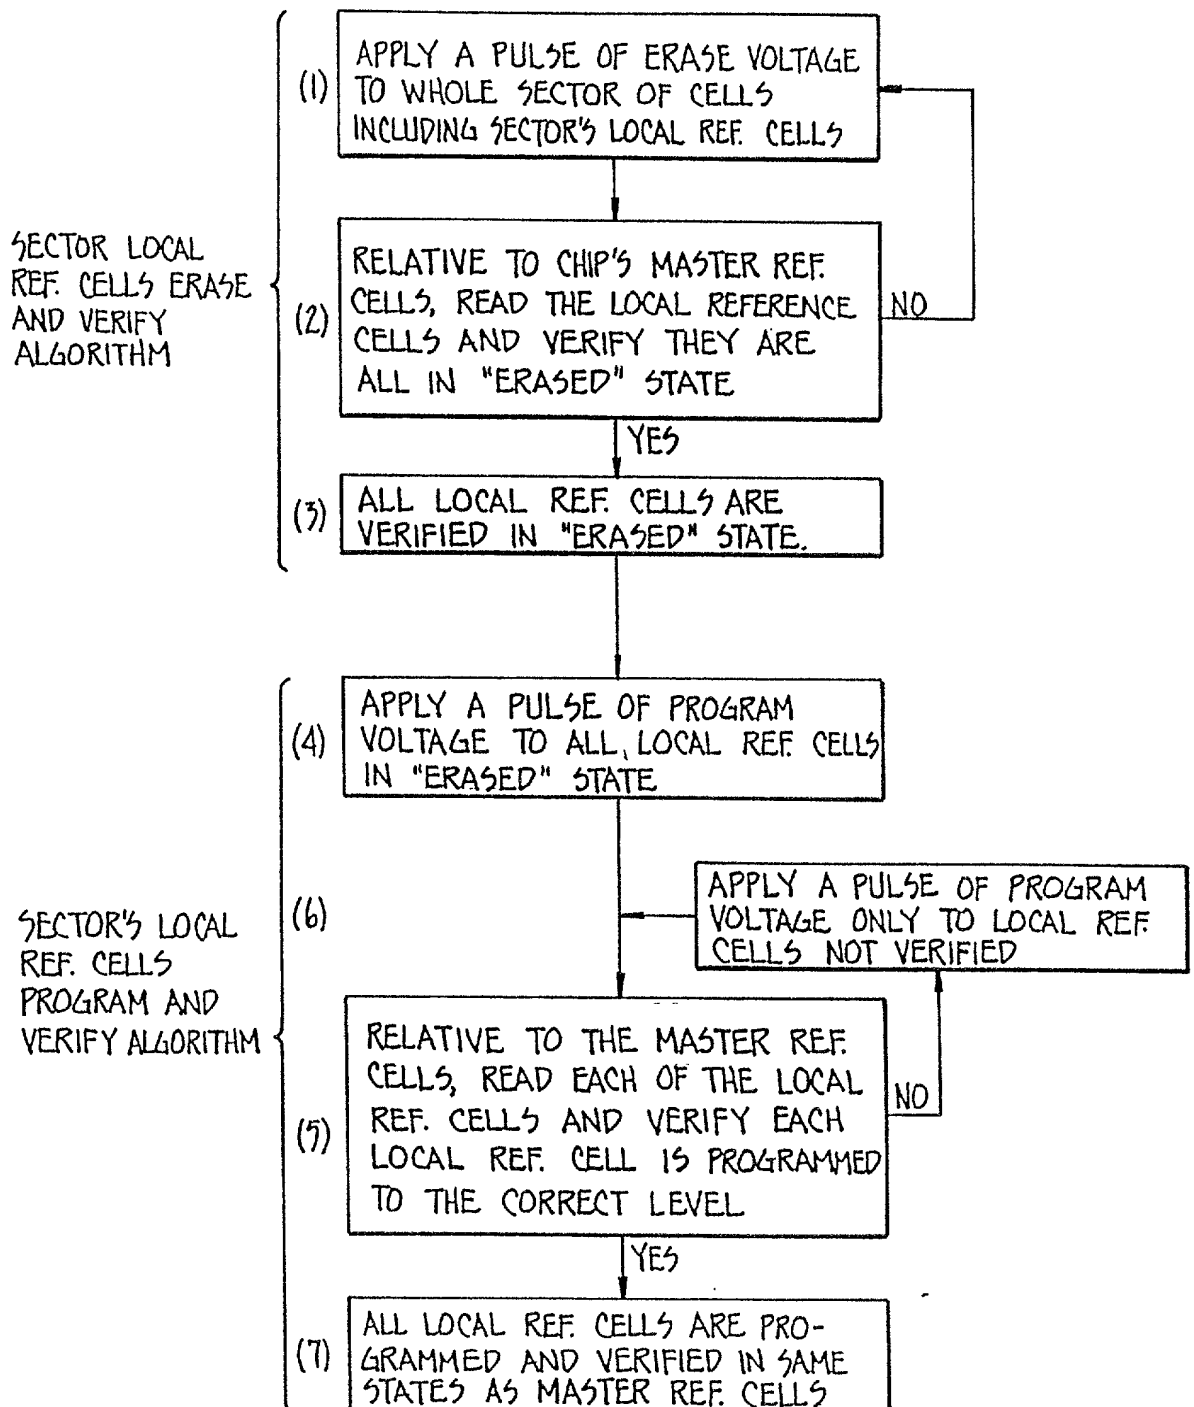 (1)
APPLY A PULSE OF ERASE VOLTAGE
TO WHOLE SECTOR OF CELLS
INCLUDING SECTOR'S LOCAL REF. CELLS
SECTOR LOCAL
REF. CELLS ERASE
AND VERIFY
ALGORITHM
(2)
RELATIVE TO CHIP'S MASTER REF.
CELLS, READ THE LOCAL REFERENCE
CELLS AND VERIFY THEY ARE
ALL IN "ERASED" STATE
NO
YES
(3)
ALL LOCAL REF. CELLS ARE
VERIFIED IN "ERASED" STATE.
(4)
APPLY A PULSE OF PROGRAM
VOLTAGE TO ALL, LOCAL REF. CELLS
IN "ERASED" STATE
(6)
APPLY A PULSE OF PROGRAM
VOLTAGE ONLY TO LOCAL REF.
CELLS NOT VERIFIED
SECTOR'S LOCAL
REF. CELLS
PROGRAM AND
VERIFY ALGORITHM
(5)
RELATIVE TO THE MASTER REF.
CELLS, READ EACH OF THE LOCAL
REF. CELLS AND VERIFY EACH
LOCAL REF. CELL IS PROGRAMMED
TO THE CORRECT LEVEL
NO
YES
(7)
ALL LOCAL REF. CELLS ARE PRO-
GRAMMED AND VERIFIED IN SAME
STATES AS MASTER REF. CELLS